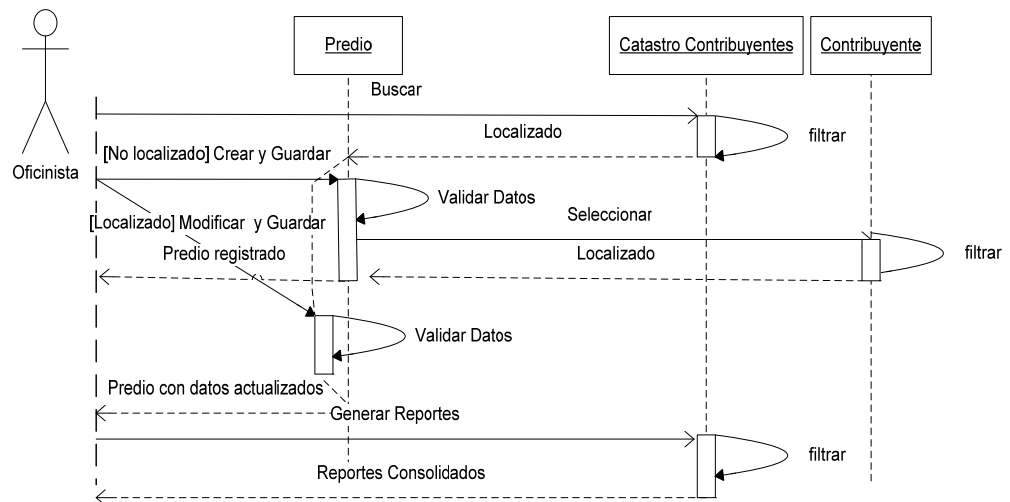 Predio
Catastro Contribuyentes
Contribuyente
Buscar
Localizado
filtrar
Oficinista
[No localizado] Crear y Guardar
Validar Datos
[Localizado] Modificar y Guardar
Seleccionar
Predio registrado
Localizado
filtrar
Validar Datos
Predio con datos actualizados
Generar Reportes
filtrar
Reportes Consolidados